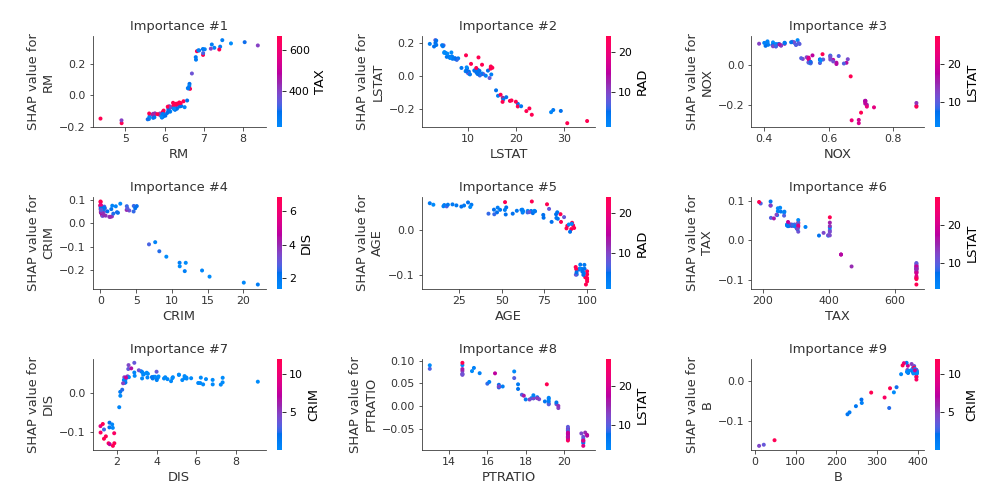 Importance #1
Importance #2
Importance #3
SHAP value for
RM
0.2
0.0
−0.2
5
6
7
8
RM
600
400
TAX
SHAP value for
LSTAT
0.2
0.0
−0.2
10
20
30
LSTAT
20
10
RAD
SHAP value for
NOX
0.0
−0.2
0.4
0.6
0.8
NOX
20
10
LSTAT
Importance #4
Importance #5
Importance #6
SHAP value for
CRIM
0.1
0.0
−0.1
−0.2
0
5
10
15
20
CRIM
6
4
2
DIS
SHAP value for
AGE
0.0
−0.1
25
50
75
100
AGE
20
10
RAD
SHAP value for
TAX
0.1
0.0
−0.1
200
400
600
TAX
20
10
LSTAT
Importance #7
Importance #8
Importance #9
SHAP value for
DIS
0.0
−0.1
2
4
6
8
DIS
10
5
CRIM
SHAP value for
PTRATIO
0.10
0.05
0.00
−0.05
14
16
18
20
PTRATIO
20
10
LSTAT
SHAP value for
B
0.0
−0.1
0
100
200
300
400
B
10
5
CRIM